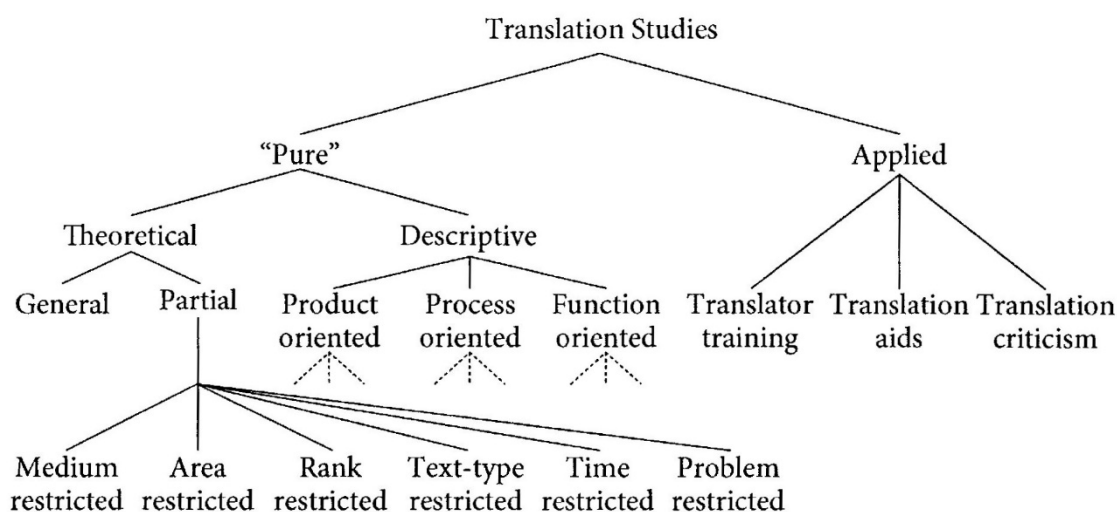 Translation Studies
“Pure”
Applied
Theoretical
Descriptive
General
Partial
Product
oriented
Process
oriented
Function
oriented
Translator
training
Translation
aids
Translation
criticism
Medium
restricted
Area
restricted
Rank
restricted
Text-type
restricted
Time
restricted
Problem
restricted